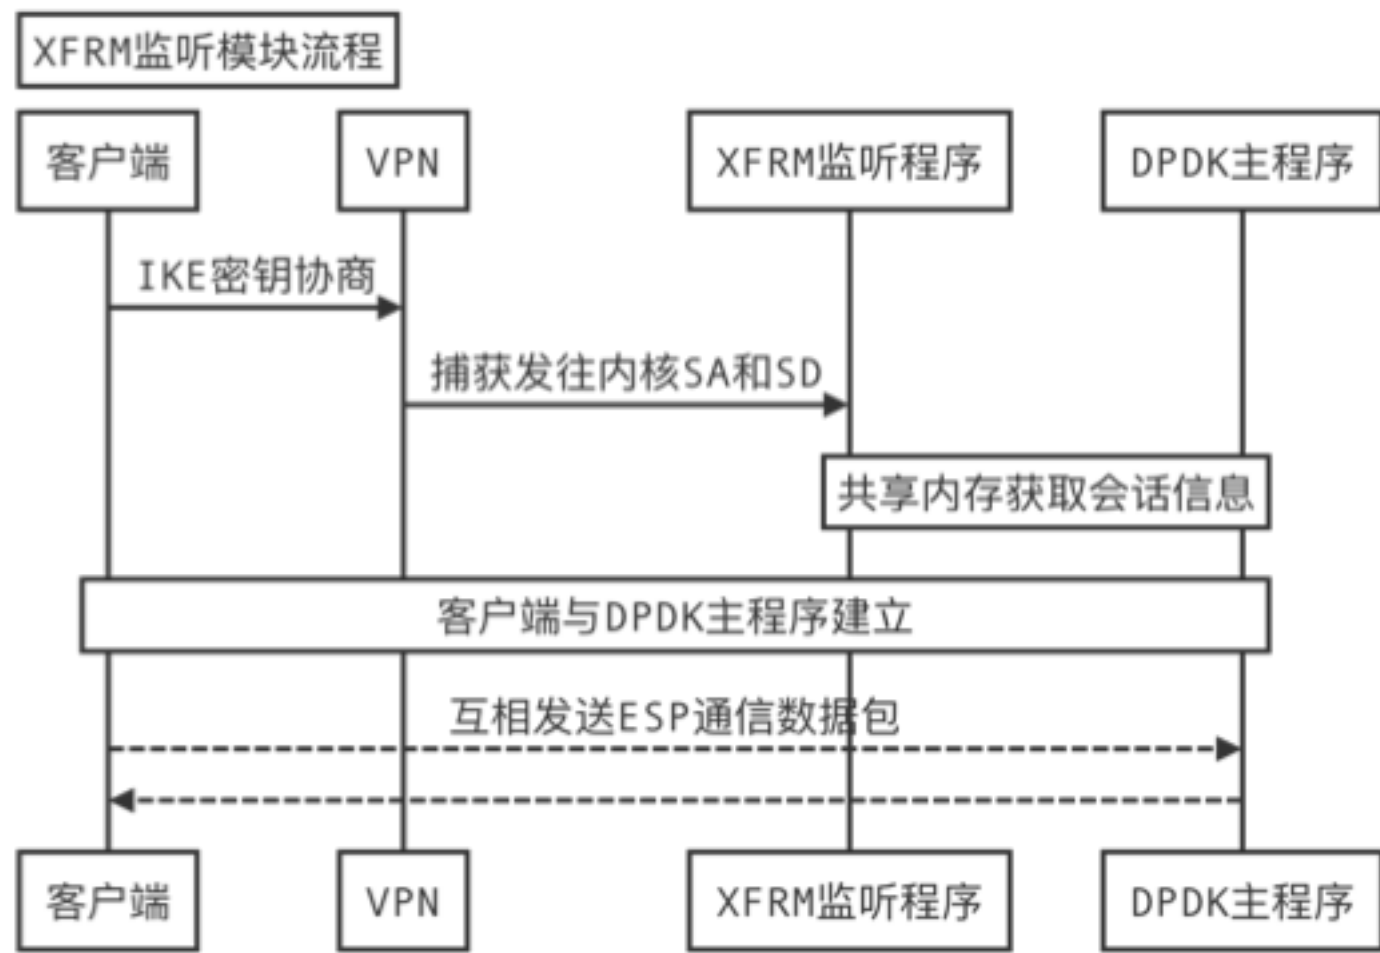 XFRM监听模块流程
客户端
VPN
XFRM监听程序
DPDK主程序
IKE密钥协商
捕获发往内核SA和SD
共享内存获取会话信息
客户端与DPDK主程序建立
互相发送ESP通信数据包
客户端
VPN
XFRM监听程序
DPDK主程序